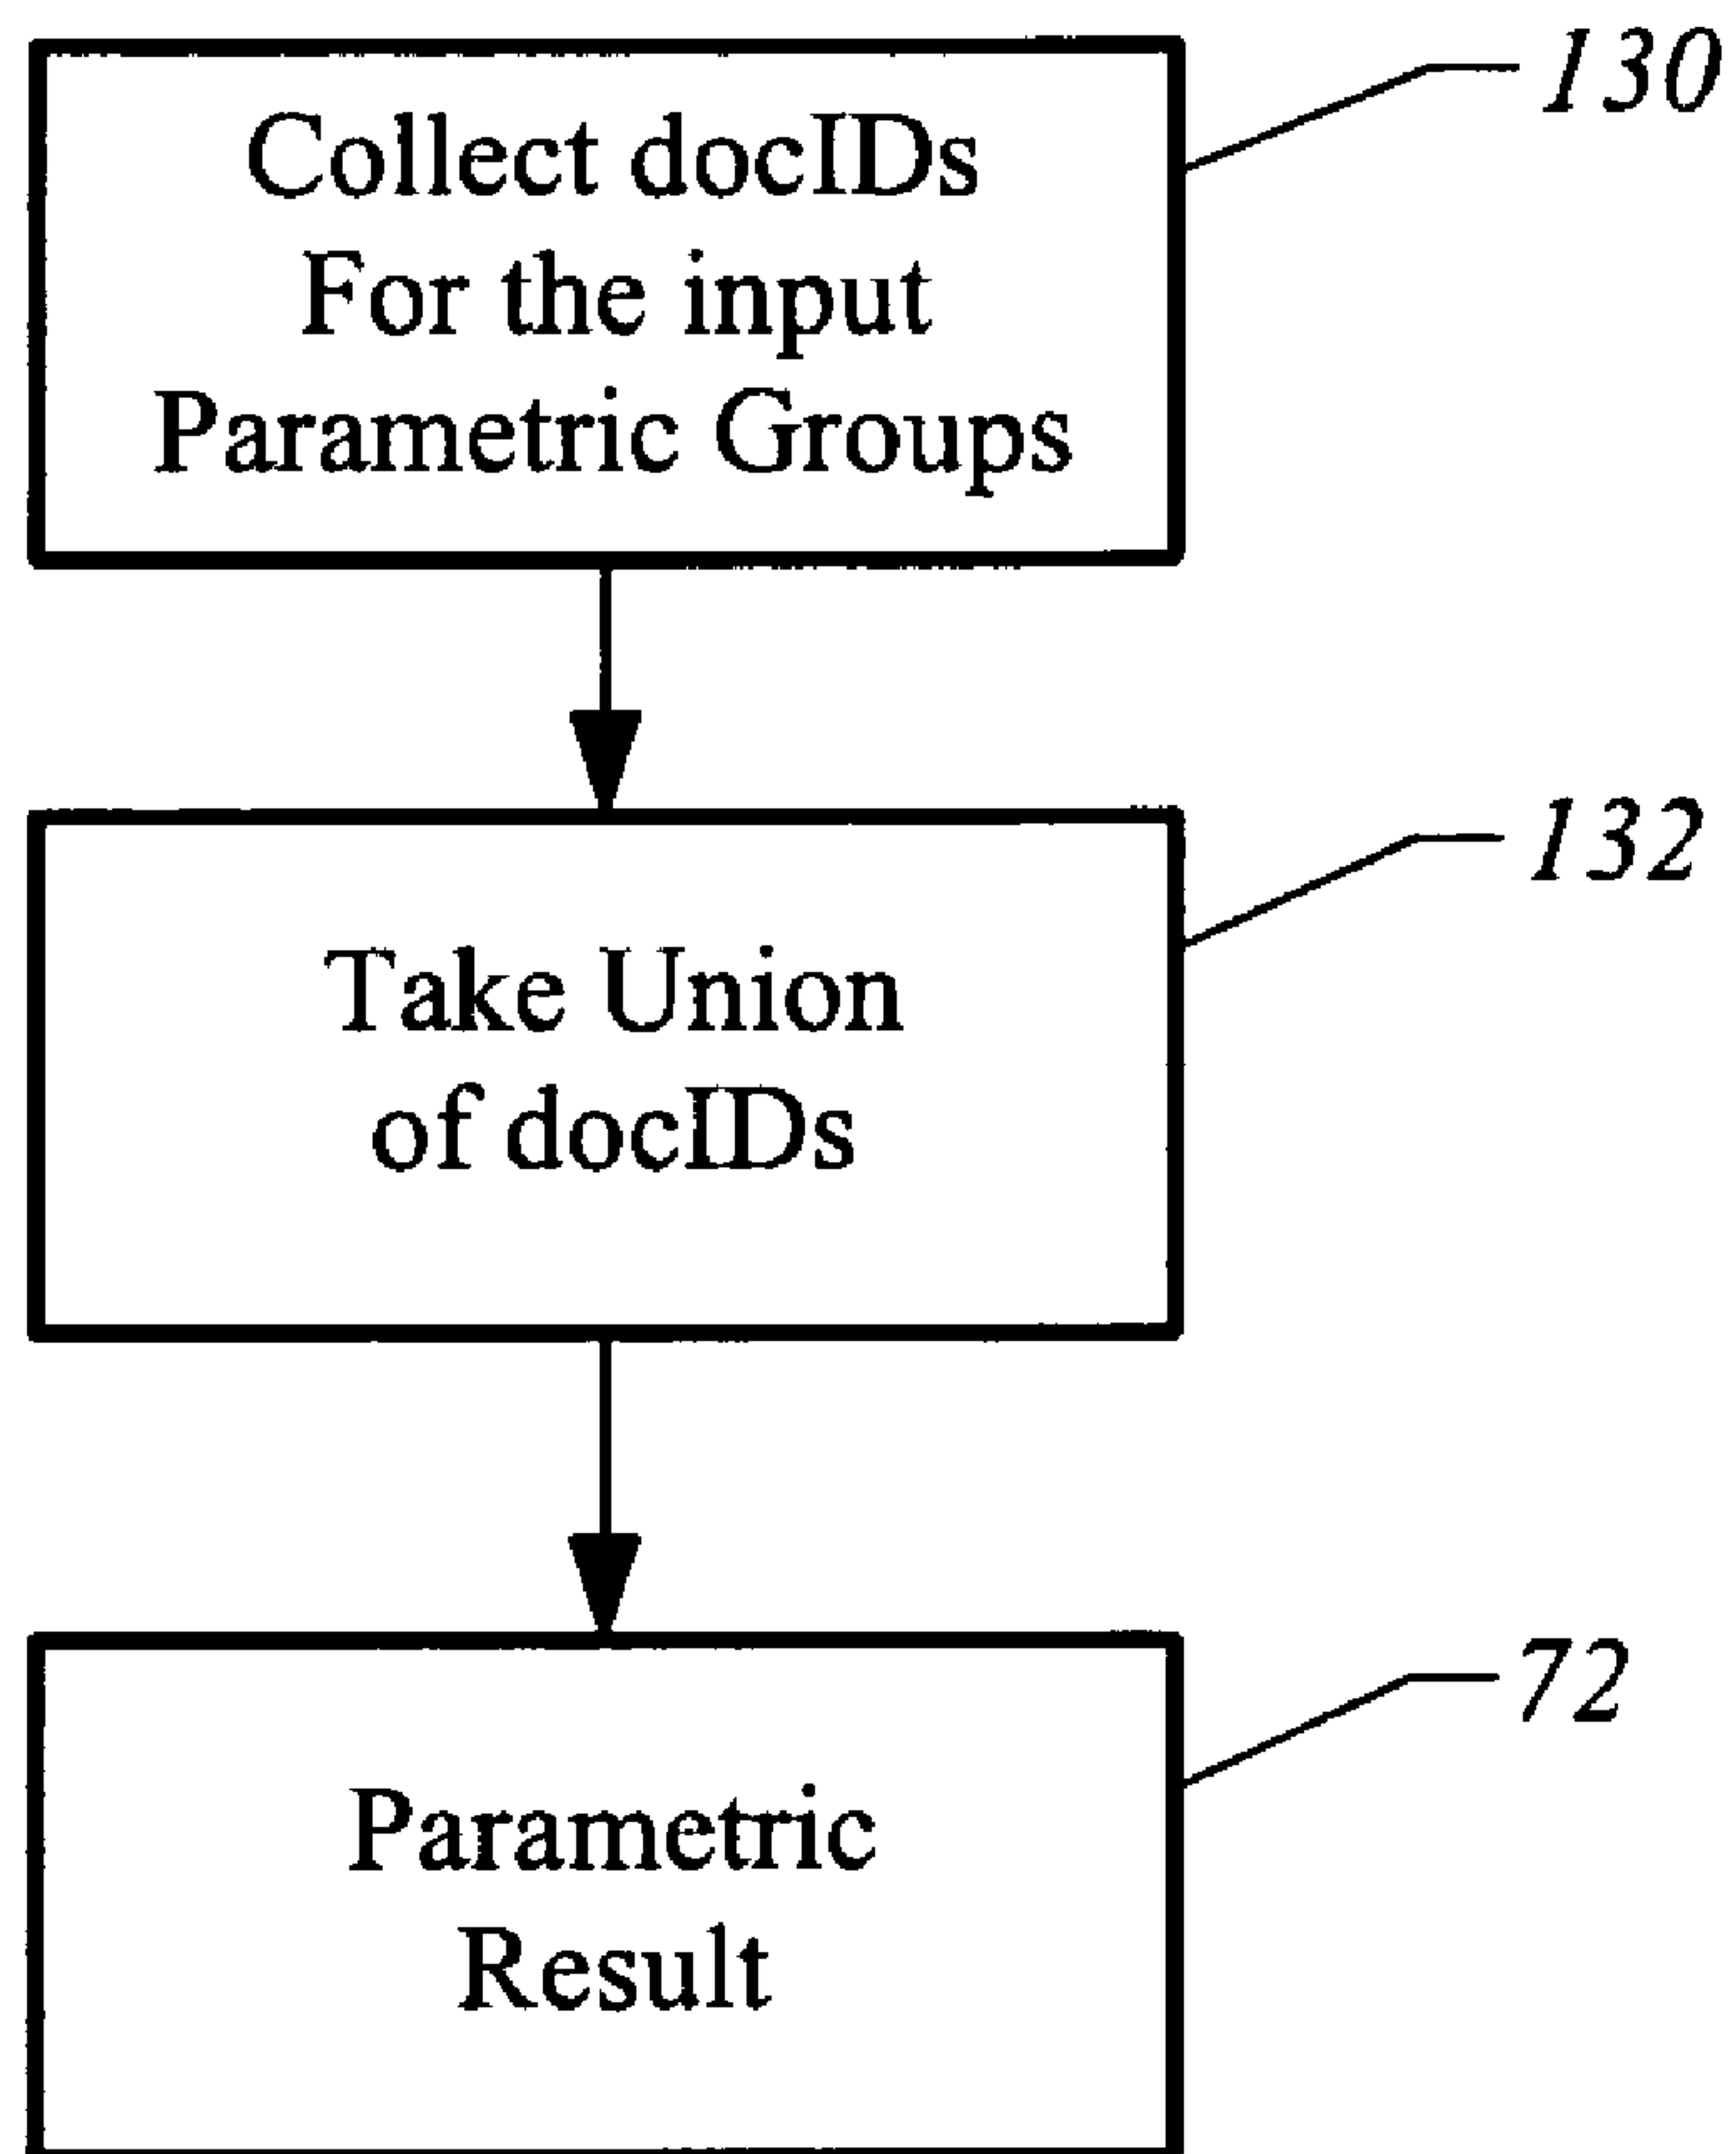 130
Collect docIDs
For the input
Parametric Groups
132
Take Union
of docIDs
72
Parametric
Result